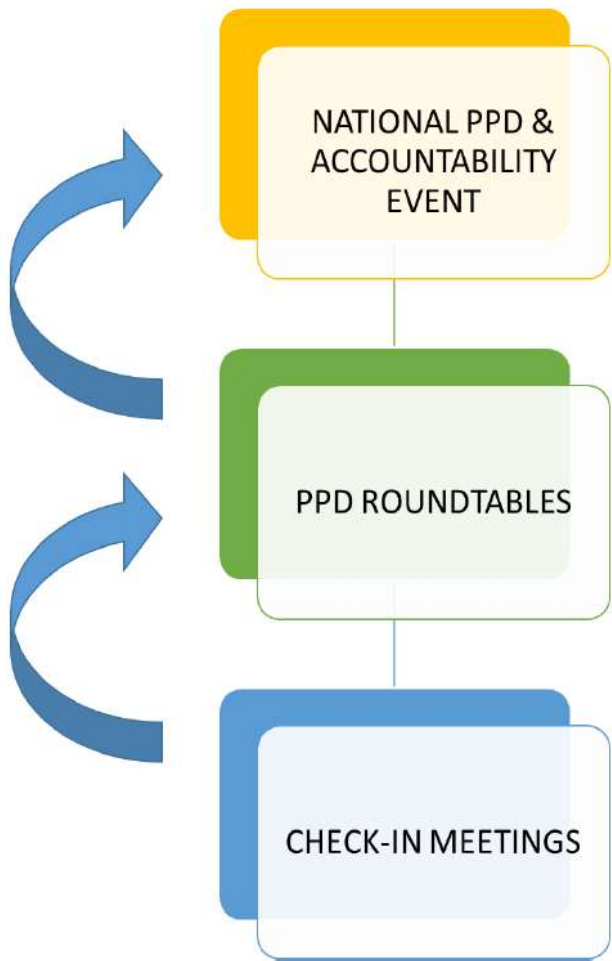 NATIONAL PPD &
ACCOUNTABILITY
EVENT
PPD ROUNDTABLES
CHECK-IN MEETINGS